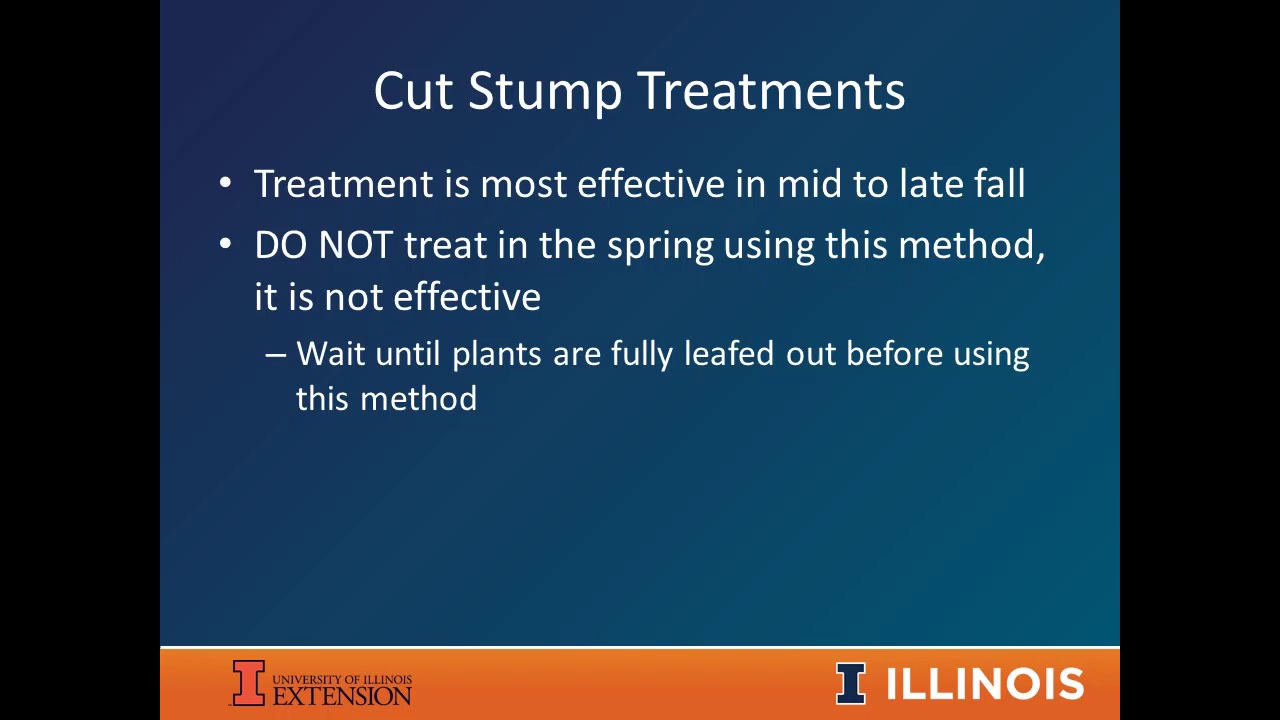 Cut Stump Treatments
• Treatment is most effective in mid to late fall
• DO NOT treat in the spring using this method,
it is not effective
– Wait until plants are fully leafed out before using
this method
I UNIVERSITY OF ILLINOIS
EXTENSION
I ILLINOIS